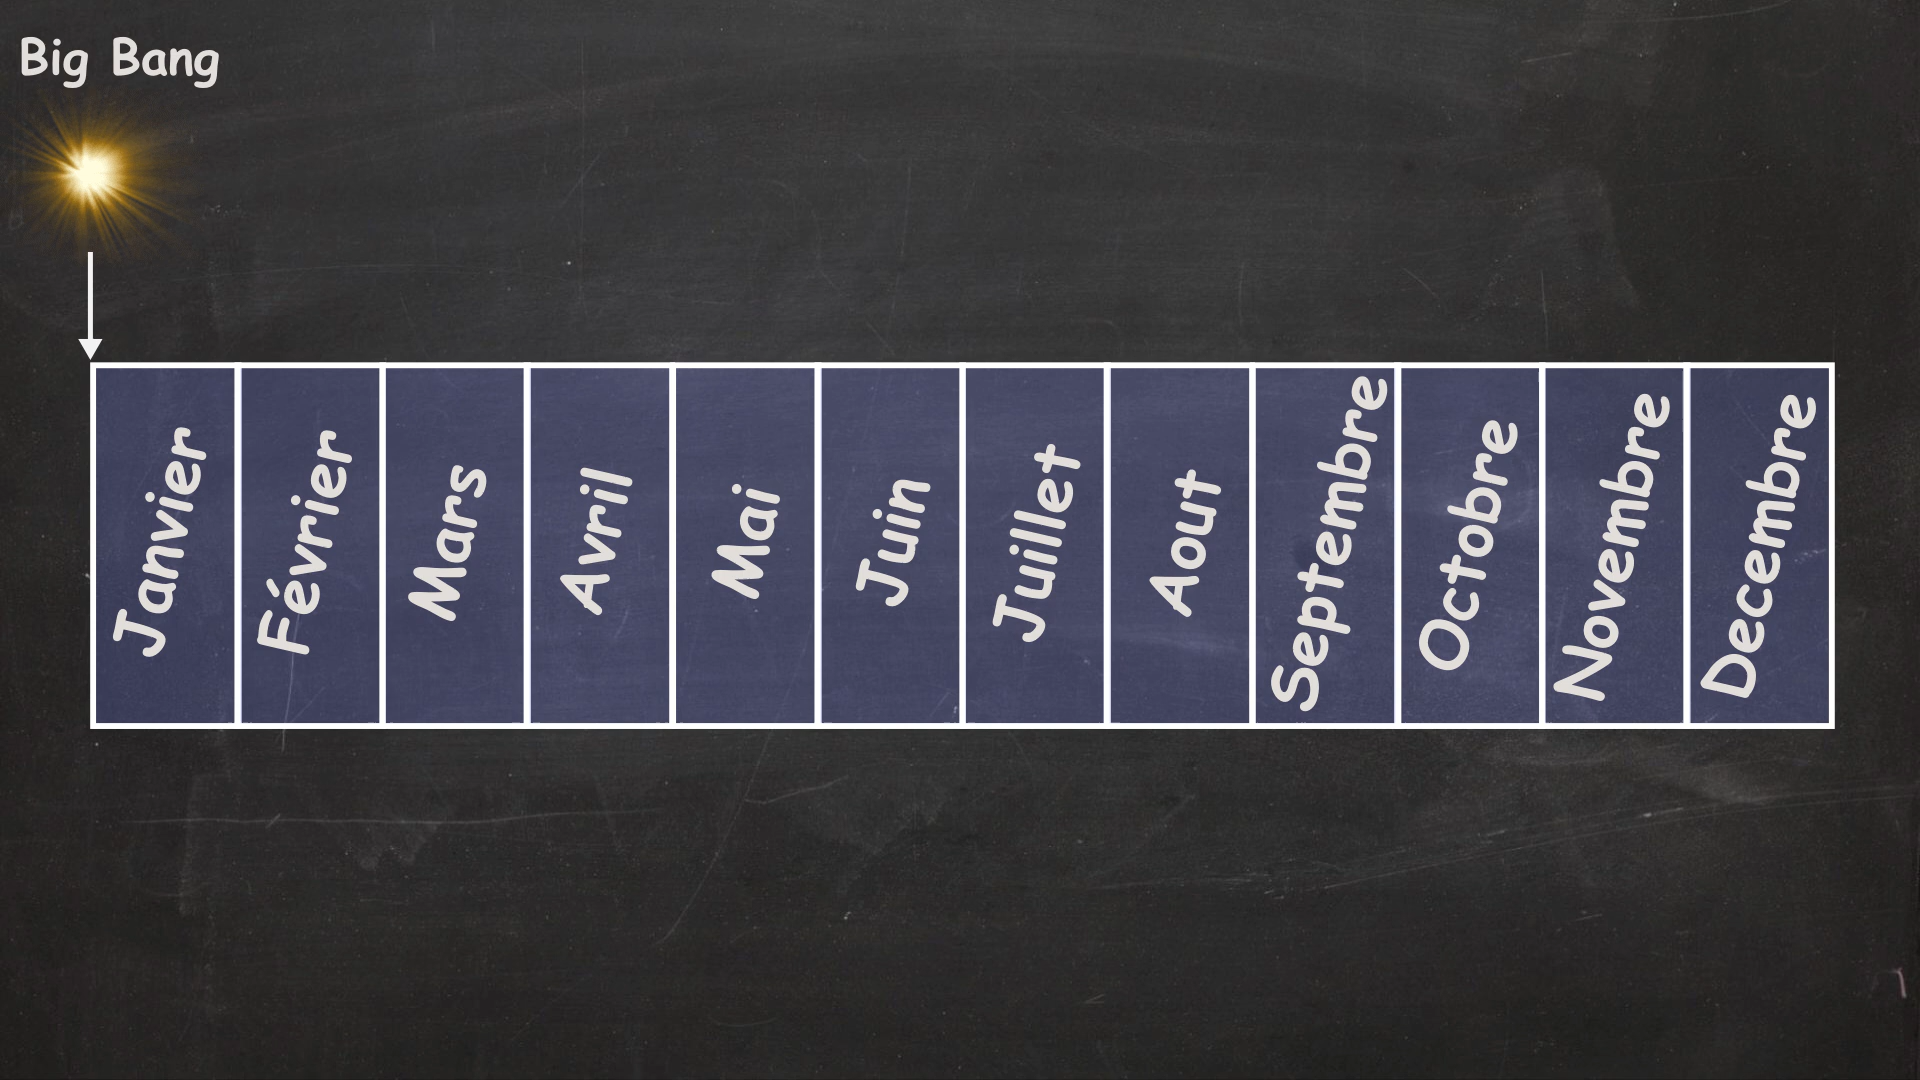 Big Bang
Janvier
Février
Mars
Avril
Mai
Juin
Juillet
Aout
Septembre
Octobre
Novembre
Decembre